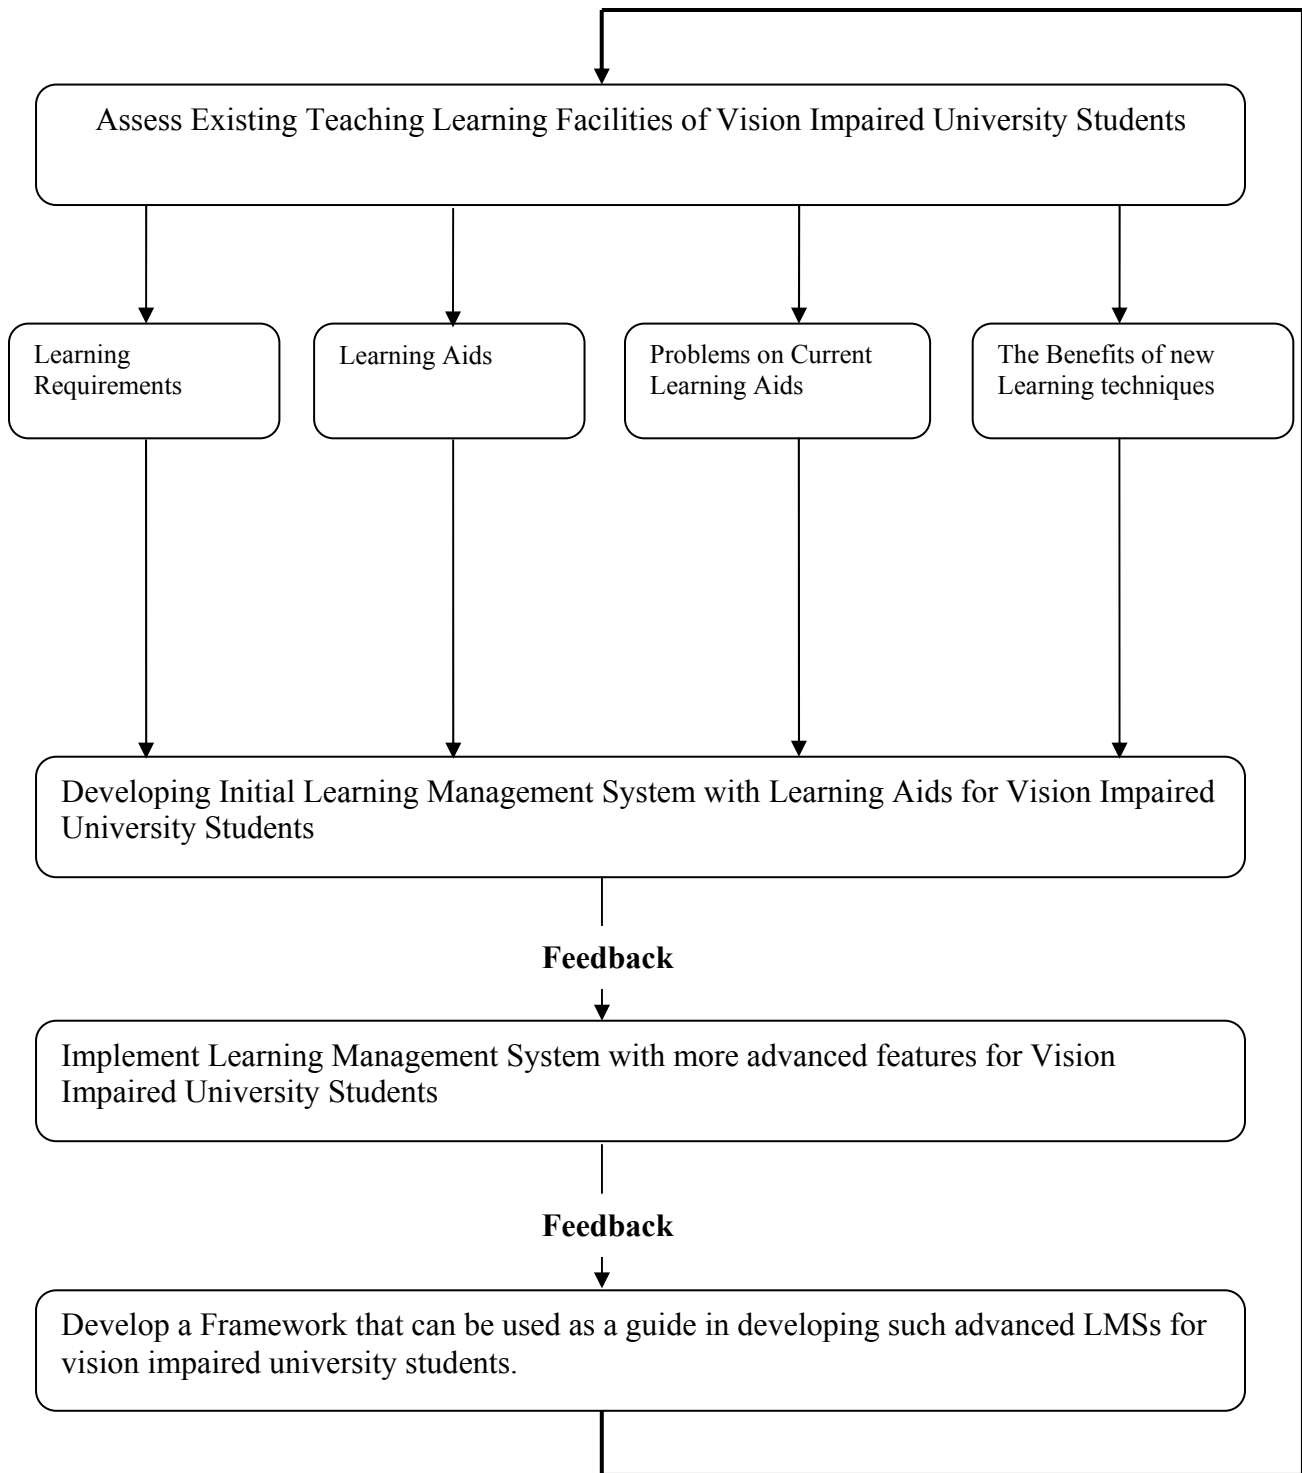 Assess Existing Teaching Learning Facilities of Vision Impaired University Students
Learning
Requirements
Learning Aids
Problems on Current
Learning Aids
The Benefits of new
Learning techniques
Developing Initial Learning Management System with Learning Aids for Vision Impaired
University Students
Feedback
Implement Learning Management System with more advanced features for Vision
Impaired University Students
Feedback
Develop a Framework that can be used as a guide in developing such advanced LMSs for
vision impaired university students.